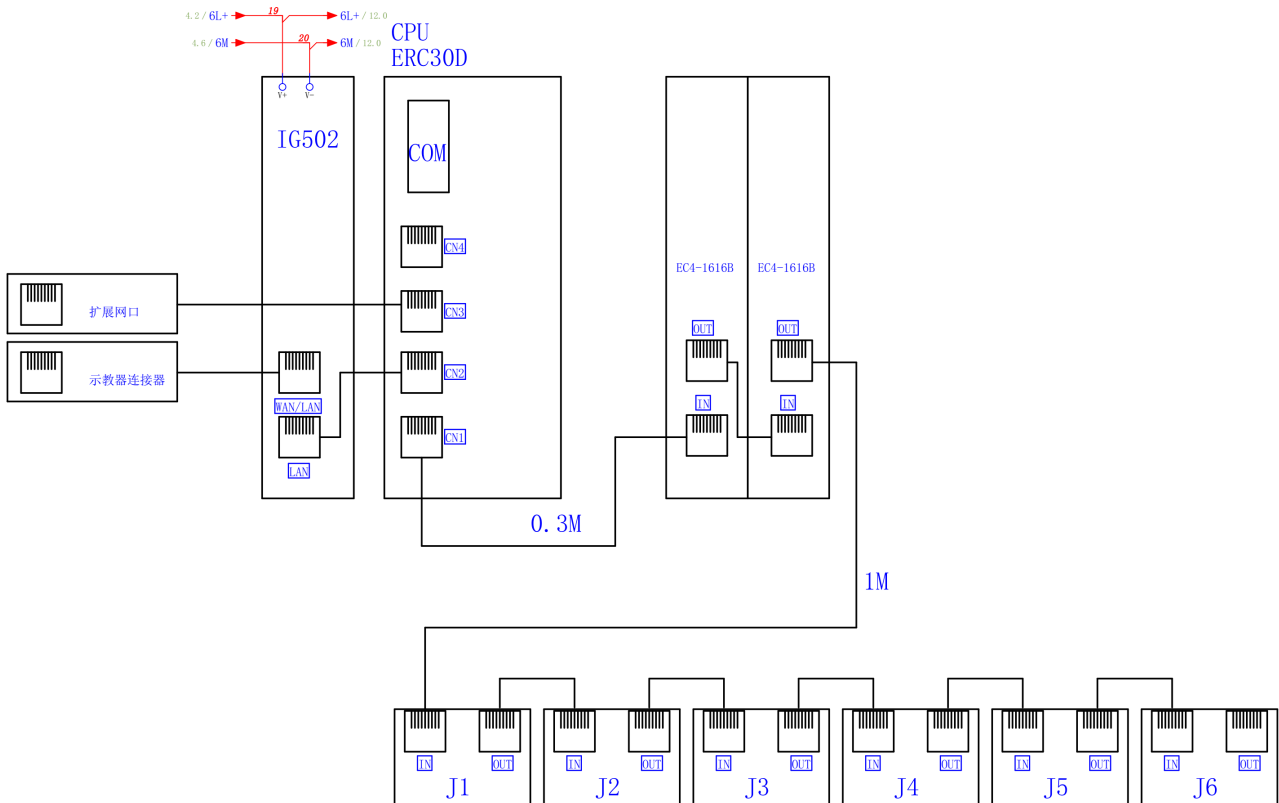 4.2 / 6L+ 19 6L+ / 12.0
4.6 / 6M 20 6M / 12.0
CPU
ERC30D
V+ V-
IG502
COM
CN4
EC4-1616B EC4-1616B
扩展网口
CN3
OUT OUT
示教器连接器
CN2
WAN/LAN
IN IN
CN1
LAN
0.3M
1M
IN OUT IN OUT IN OUT IN OUT IN OUT IN OUT
J1 J2 J3 J4 J5 J6